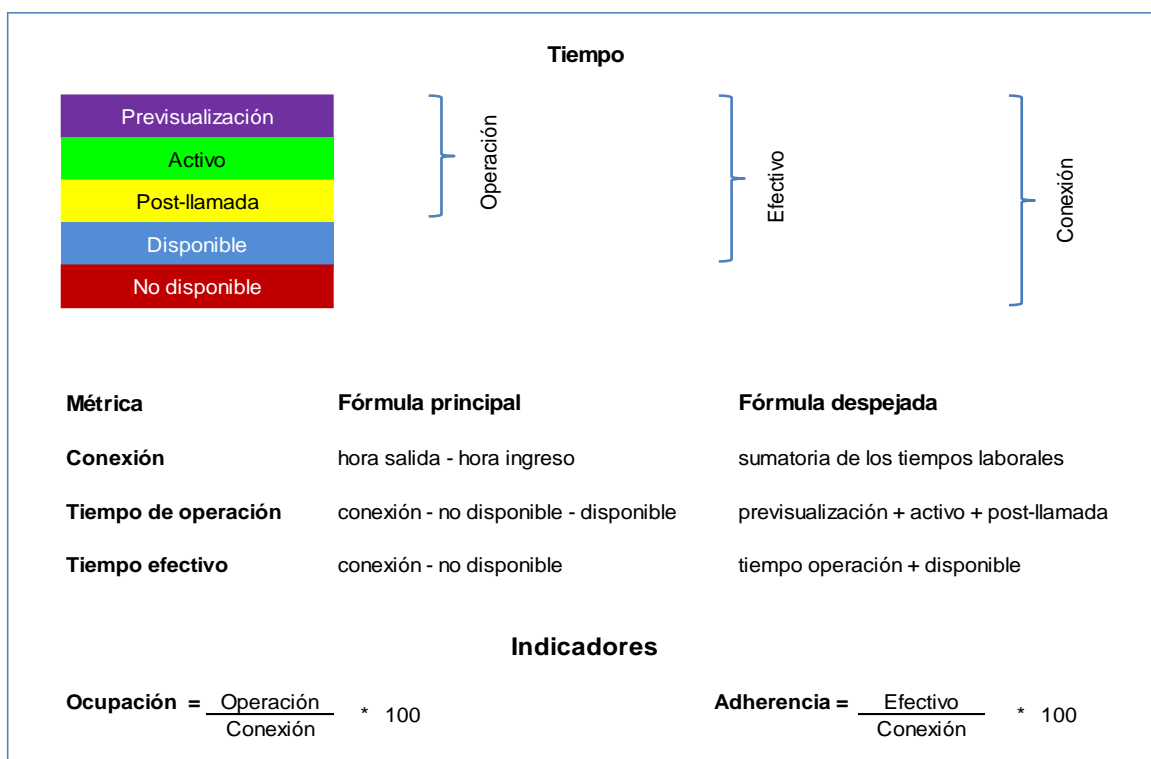 Tiempo
Previsualización
Activo
Post-llamada
Disponible
No disponible
Operación
Efectivo
Conexión
Métrica Fórmula principal Fórmula despejada
Conexión hora salida - hora ingreso sumatoria de los tiempos laborales
Tiempo de operación conexión - no disponible - disponible previsualización + activo + post-llamada
Tiempo efectivo conexión - no disponible tiempo operación + disponible
Indicadores
Ocupación = Operación
Conexión * 100
Adherencia = Efectivo
Conexión * 100